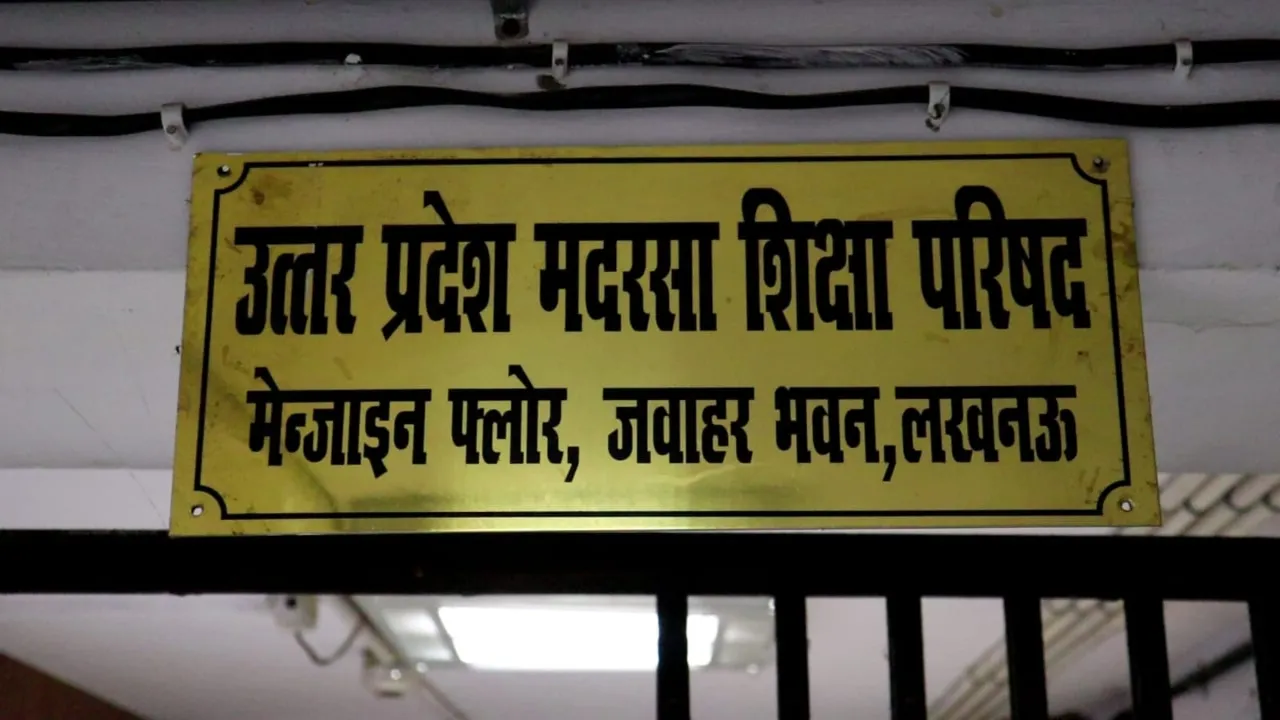 उत्तर प्रदेश मदरसा शिक्षा परिषद
मेन्जाइन फ्लोर, जवाहर भवन,लखनऊ